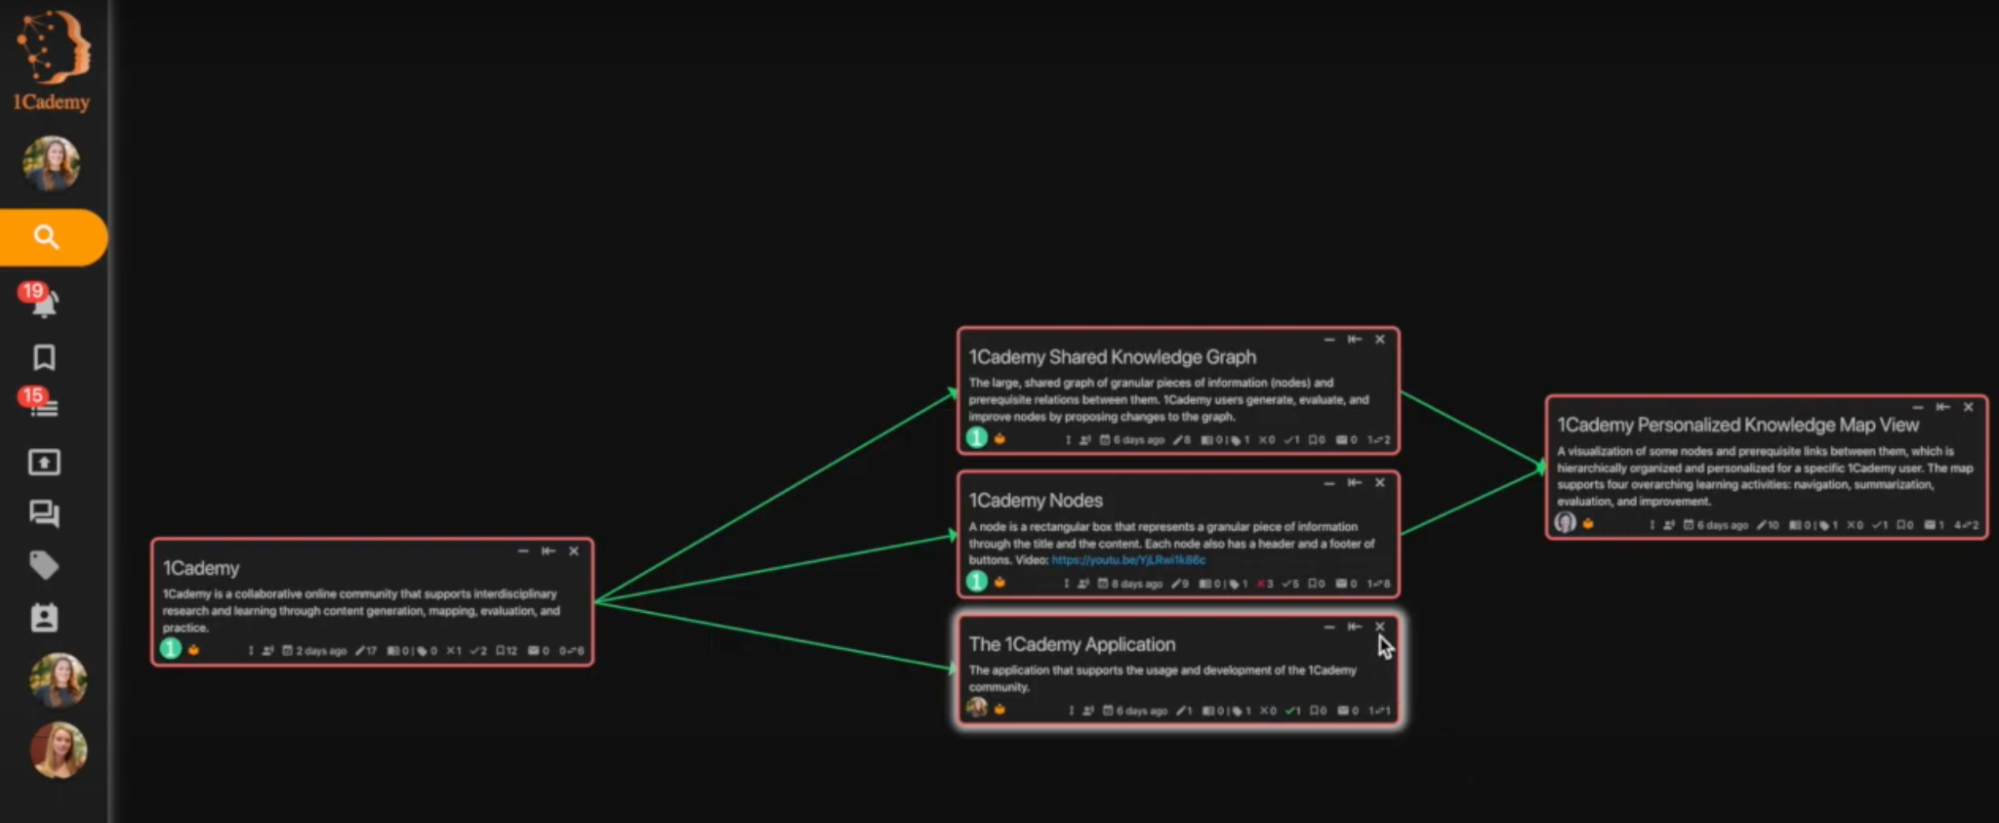 1Cademy
19
15
1Cademy
1Cademy is a collaborative online community that supports interdisciplinary
research and learning through content generation, mapping, evaluation, and
practice.
1 2 days ago 17 0 | 0 ×1 ✓2 12 0 0 6
1Cademy Shared Knowledge Graph
The large, shared graph of granular pieces of information (nodes) and
prerequisite relations between them. 1Cademy users generate, evaluate, and
improve nodes by proposing changes to the graph.
1 6 days ago 8 0 | 1 ×0 ✓1 0 0 1 2
1Cademy Nodes
A node is a rectangular box that represents a granular piece of information
through the title and the content. Each node also has a header and a footer of
buttons. Video: https://youtu.be/YjLRwi1k86c
1 8 days ago 9 0 | 1 ×3 ✓5 0 0 1 8
The 1Cademy Application
The application that supports the usage and development of the 1Cademy
community.
6 days ago 1 0 | 1 ×0 ✓1 0 0 1 1
1Cademy Personalized Knowledge Map View
A visualization of some nodes and prerequisite links between them, which is
hierarchically organized and personalized for a specific 1Cademy user. The map
supports four overarching learning activities: navigation, summarization,
evaluation, and improvement.
6 days ago 10 0 | 1 ×0 ✓1 0 1 4 2